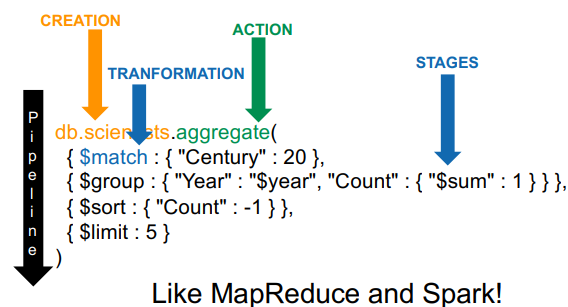 CREATION
ACTION
TRANFORMATION
STAGES
Pipeline
db.scientists.aggregate(
{ $match : { "Century" : 20 },
{ $group : { "Year" : "$year", "Count" : { "$sum" : 1 } } },
{ $sort : { "Count" : -1 } },
{ $limit : 5 }
)
Like MapReduce and Spark!